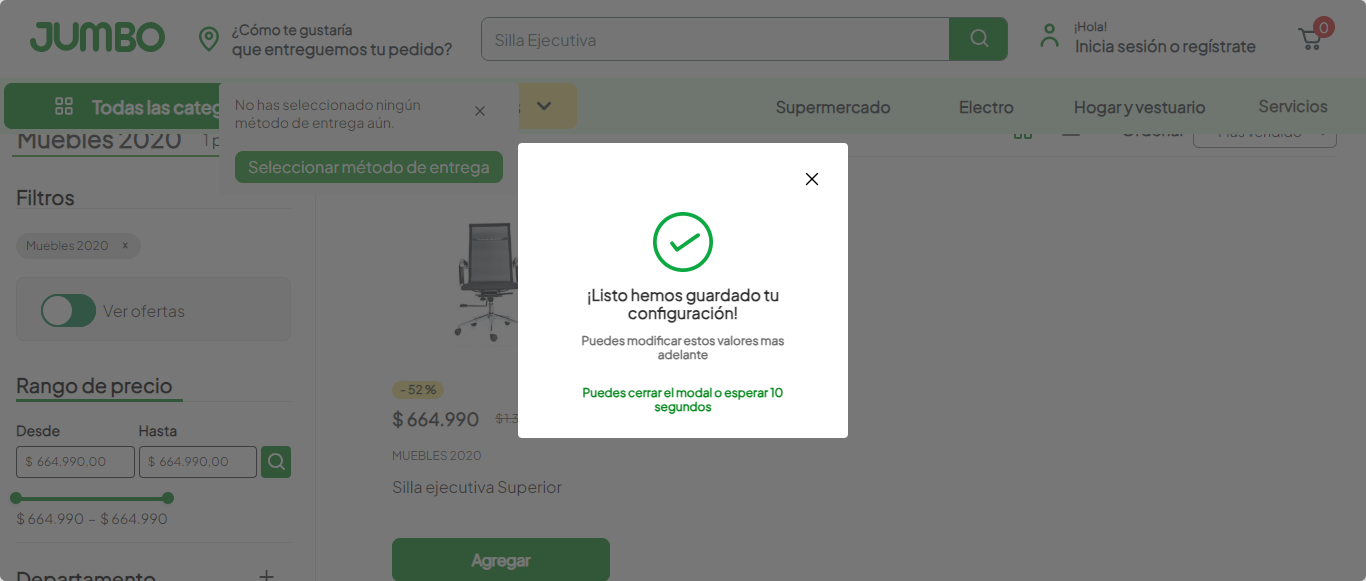 JUMBO
¿Cómo te gustaría
que entreguemos tu pedido?
Silla Ejecutiva
¡Hola!
Inicia sesión o regístrate
0
Todas las categ
No has seleccionado ningún
método de entrega aún.
Seleccionar método de entrega
Supermercado
Electro
Hogar y vestuario
Servicios
Muebles 2020
1 p
Ordenar
Más vendido
Filtros
Muebles 2020 x
Ver ofertas
Rango de precio
Desde
Hasta
$ 664.990,00
$ 664.990,00
$ 664.990 – $ 664.990
Departamento
- 52 %
$ 664.990
$ 1.3
MUEBLES 2020
Silla ejecutiva Superior
Agregar
¡Listo hemos guardado tu
configuración!
Puedes modificar estos valores mas
adelante
Puedes cerrar el modal o esperar 10
segundos